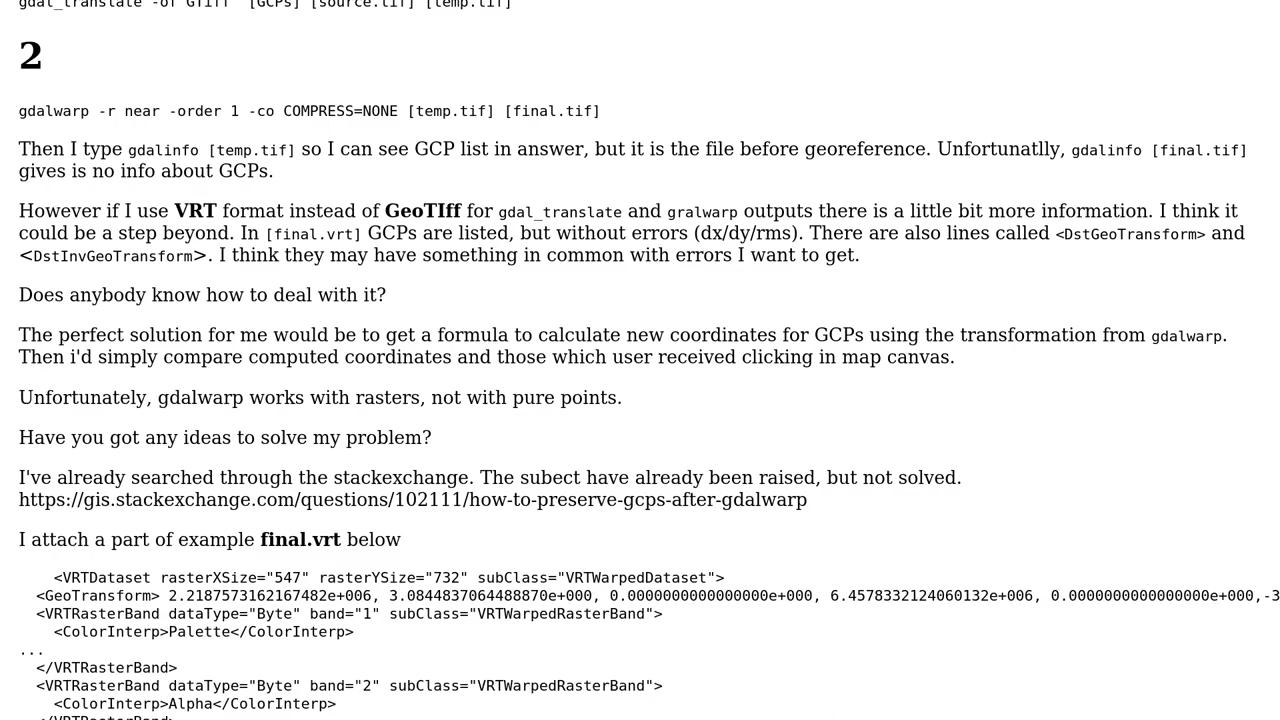 gdal_translate -of GTiff  [GCPs] [source.tif] [temp.tif]
2
gdalwarp -r near -order 1 -co COMPRESS=NONE [temp.tif] [final.tif]
Then I type gdalinfo [temp.tif] so I can see GCP list in answer, but it is the file before georeference. Unfortunatlly, gdalinfo [final.tif]
gives is no info about GCPs.
However if I use VRT format instead of GeoTIff for gdal_translate and gralwarp outputs there is a little bit more information. I think it
could be a step beyond. In [final.vrt] GCPs are listed, but without errors (dx/dy/rms). There are also lines called <DstGeoTransform> and
<DstInvGeoTransform>. I think they may have something in common with errors I want to get.
Does anybody know how to deal with it?
The perfect solution for me would be to get a formula to calculate new coordinates for GCPs using the transformation from gdalwarp.
Then i'd simply compare computed coordinates and those which user received clicking in map canvas.
Unfortunately, gdalwarp works with rasters, not with pure points.
Have you got any ideas to solve my problem?
I've already searched through the stackexchange. The subect have already been raised, but not solved.
https://gis.stackexchange.com/questions/102111/how-to-preserve-gcps-after-gdalwarp
I attach a part of example final.vrt below
<VRTDataset rasterXSize="547" rasterYSize="732" subClass="VRTWarpedDataset">
<GeoTransform> 2.2187573162167482e+006, 3.0844837064488870e+000, 0.0000000000000000e+000, 6.4578332124060132e+006, 0.0000000000000000e+000,-3
<VRTRasterBand dataType="Byte" band="1" subClass="VRTWarpedRasterBand">
<ColorInterp>Palette</ColorInterp>
...
</VRTRasterBand>
<VRTRasterBand dataType="Byte" band="2" subClass="VRTWarpedRasterBand">
<ColorInterp>Alpha</ColorInterp>
</VRTRasterBand>